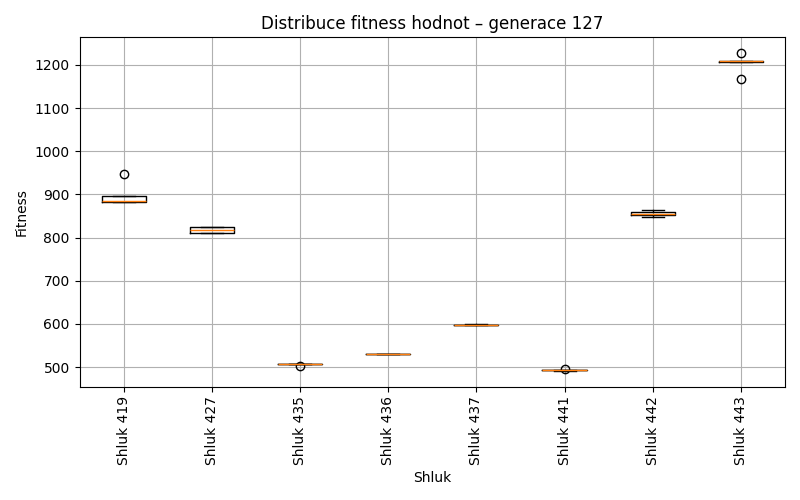 Distribuce fitness hodnot – generace 127
Fitness
1200
1100
1000
900
800
700
600
500
Shluk 419
Shluk 427
Shluk 435
Shluk 436
Shluk 437
Shluk 441
Shluk 442
Shluk 443
Shluk